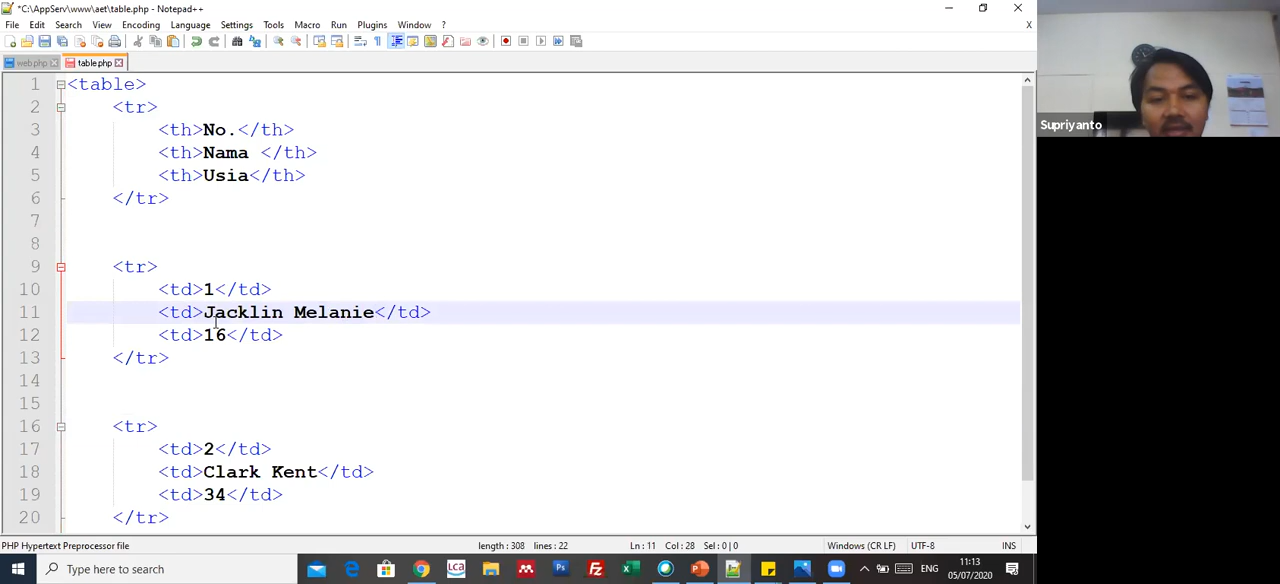 *C:\AppServ\www\aet\table.php - Notepad++
File Edit Search View Encoding Language Settings Tools Macro Run Plugins Window ?
X
web.php table.php
1 <table>
2 <tr>
3 <th>No.</th>
4 <th>Nama </th>
5 <th>Usia</th>
6 </tr>
7
8
9 <tr>
10 <td>1</td>
11 <td>Jacklin Melanie</td>
12 <td>16</td>
13 </tr>
14
15
16 <tr>
17 <td>2</td>
18 <td>Clark Kent</td>
19 <td>34</td>
20 </tr>
Supriyanto
PHP Hypertext Preprocessor file length : 308 lines : 22 Ln : 11 Col : 28 Sel : 0 | 0 Windows (CR LF) UTF-8 INS
Type here to search LCA Ps Fz ENG 11:13
05/07/2020